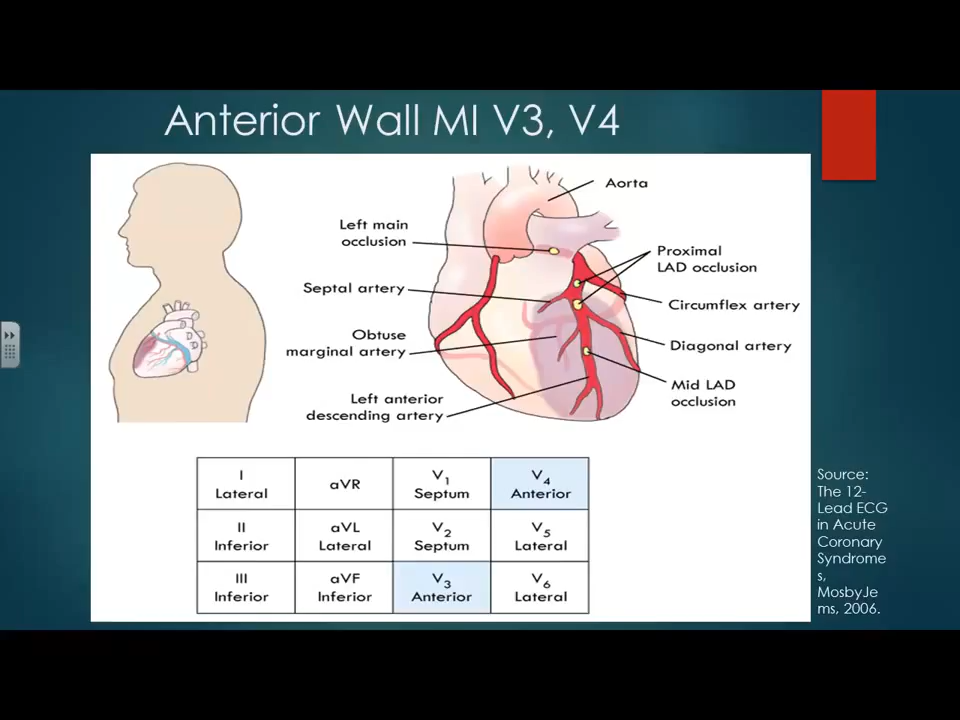 Anterior Wall MI V3, V4
Aorta
Left main
occlusion
Proximal
LAD occlusion
Septal artery
Circumflex artery
Obtuse
marginal artery
Diagonal artery
Mid LAD
occlusion
Left anterior
descending artery
I
Lateral
aVR
V1
Septum
V4
Anterior
II
Inferior
aVL
Lateral
V2
Septum
V5
Lateral
III
Inferior
aVF
Inferior
V3
Anterior
V6
Lateral
Source:
The 12-
Lead ECG
in Acute
Coronary
Syndrome
s,
MosbyJe
ms, 2006.